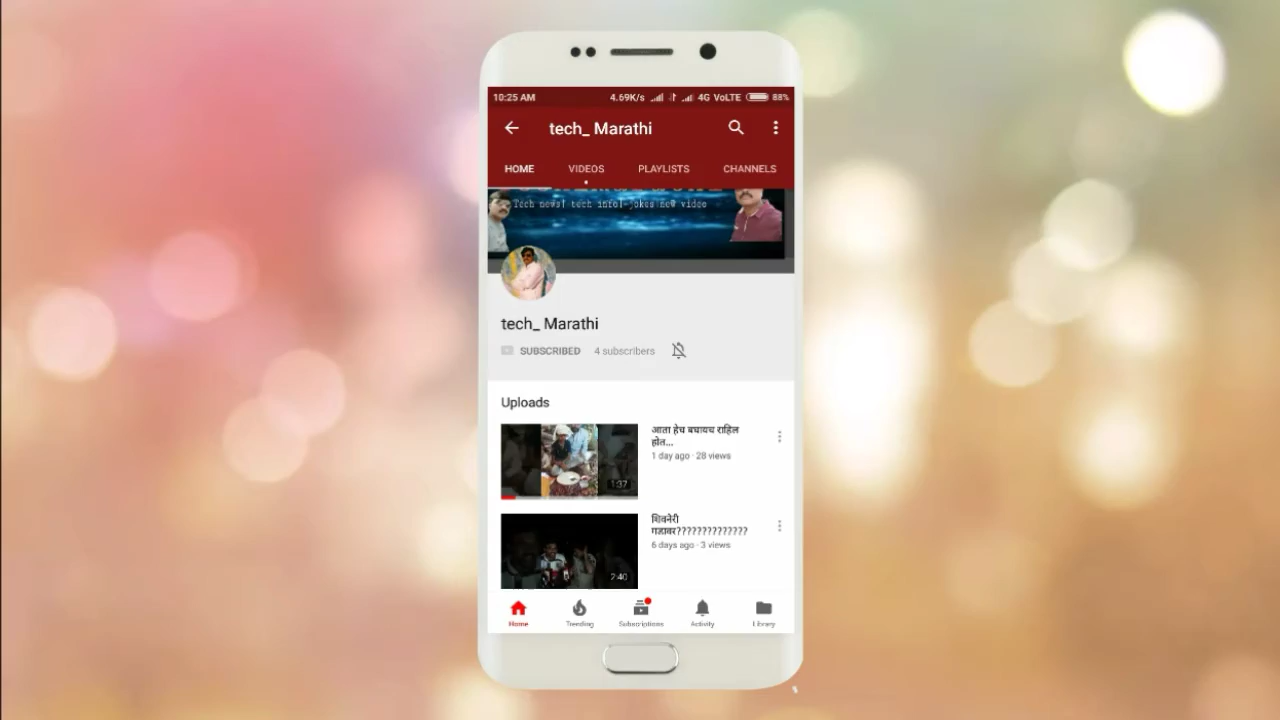 10:25 AM 4.69K/s 4G VoLTE 88%
tech_ Marathi
HOME VIDEOS PLAYLISTS CHANNELS
Tech news! tech info!-jokes new video
tech_ Marathi
SUBSCRIBED 4 subscribers
Uploads
आता हेच बघायच राहिल
होत...
1 day ago · 28 views
1:37
शिवनेरी
गडावर??????????????
6 days ago · 3 views
2:40
Home Trending Subscriptions Activity Library